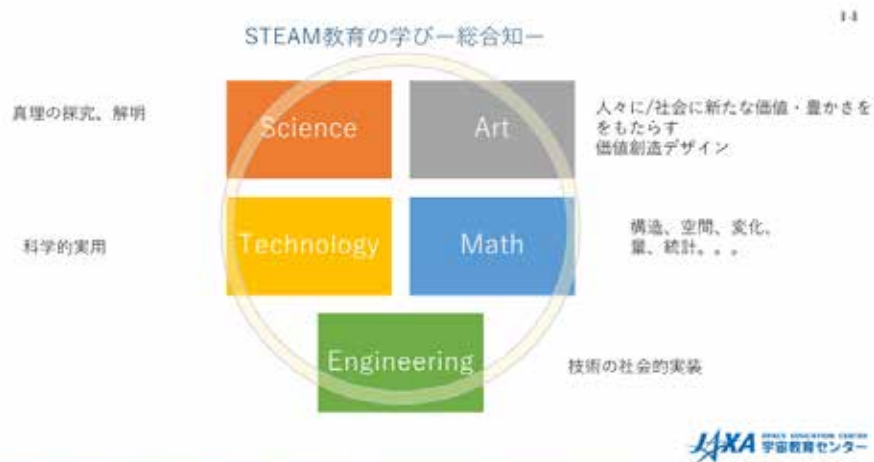 14
STEAM教育の学びー総合知ー
真理の探究、解明
Science
Art
人々に/社会に新たな価値・豊かさを
をもたらす
価値創造デザイン
科学的実用
Technology
Math
構造、空間、変化、
量、統計。。。
Engineering
技術の社会的実装
JAXA
SPACE EDUCATION CENTER
宇宙教育センター